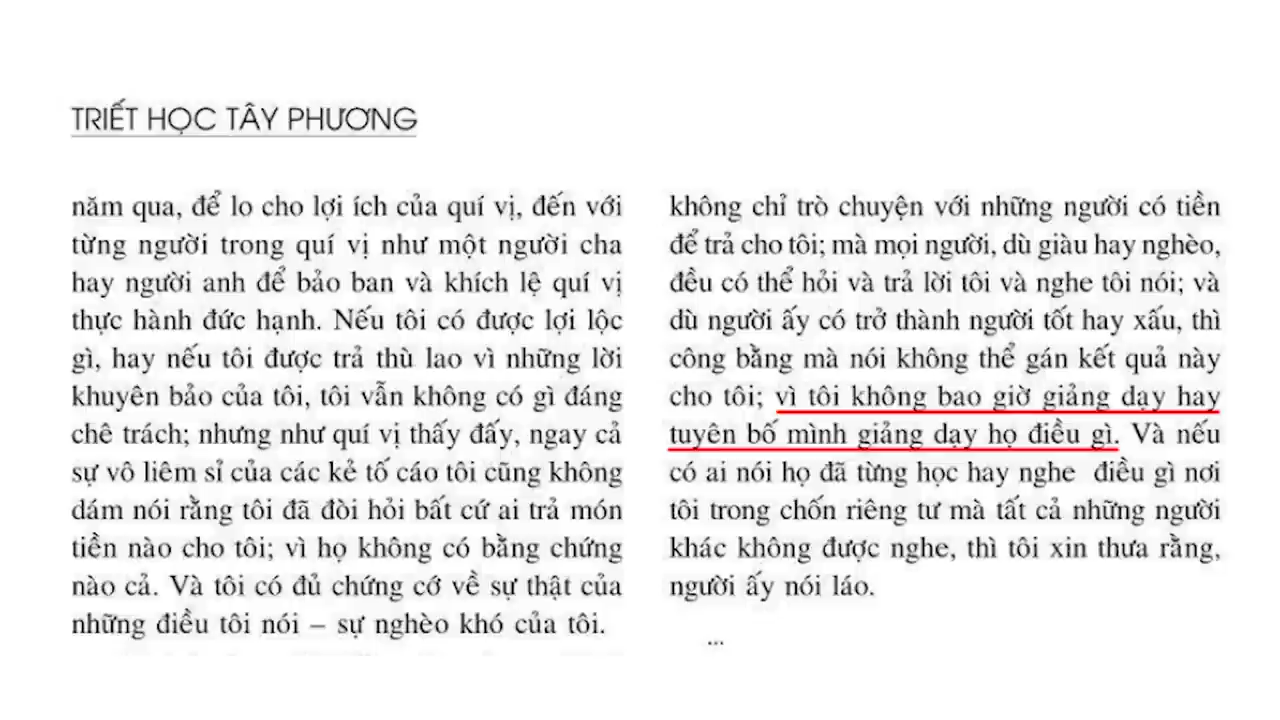 TRIẾT HỌC TÂY PHƯƠNG
năm qua, để lo cho lợi ích của quí vị, đến với
từng người trong quí vị như một người cha
hay người anh để bảo ban và khích lệ quí vị
thực hành đức hạnh. Nếu tôi có được lợi lộc
gì, hay nếu tôi được trả thù lao vì những lời
khuyên bảo của tôi, tôi vẫn không có gì đáng
chê trách; nhưng như quí vị thấy đấy, ngay cả
sự vô liêm sỉ của các kẻ tố cáo tôi cũng không
dám nói rằng tôi đã đòi hỏi bất cứ ai trả món
tiền nào cho tôi; vì họ không có bằng chứng
nào cả. Và tôi có đủ chứng cớ về sự thật của
những điều tôi nói – sự nghèo khó của tôi.
không chỉ trò chuyện với những người có tiền
để trả cho tôi; mà mọi người, dù giàu hay nghèo,
đều có thể hỏi và trả lời tôi và nghe tôi nói; và
dù người ấy có trở thành người tốt hay xấu, thì
công bằng mà nói không thể gán kết quả này
cho tôi; vì tôi không bao giờ giảng dạy hay
tuyên bố mình giảng dạy họ điều gì. Và nếu
có ai nói họ đã từng học hay nghe điều gì nơi
tôi trong chốn riêng tư mà tất cả những người
khác không được nghe, thì tôi xin thưa rằng,
người ấy nói láo.
...